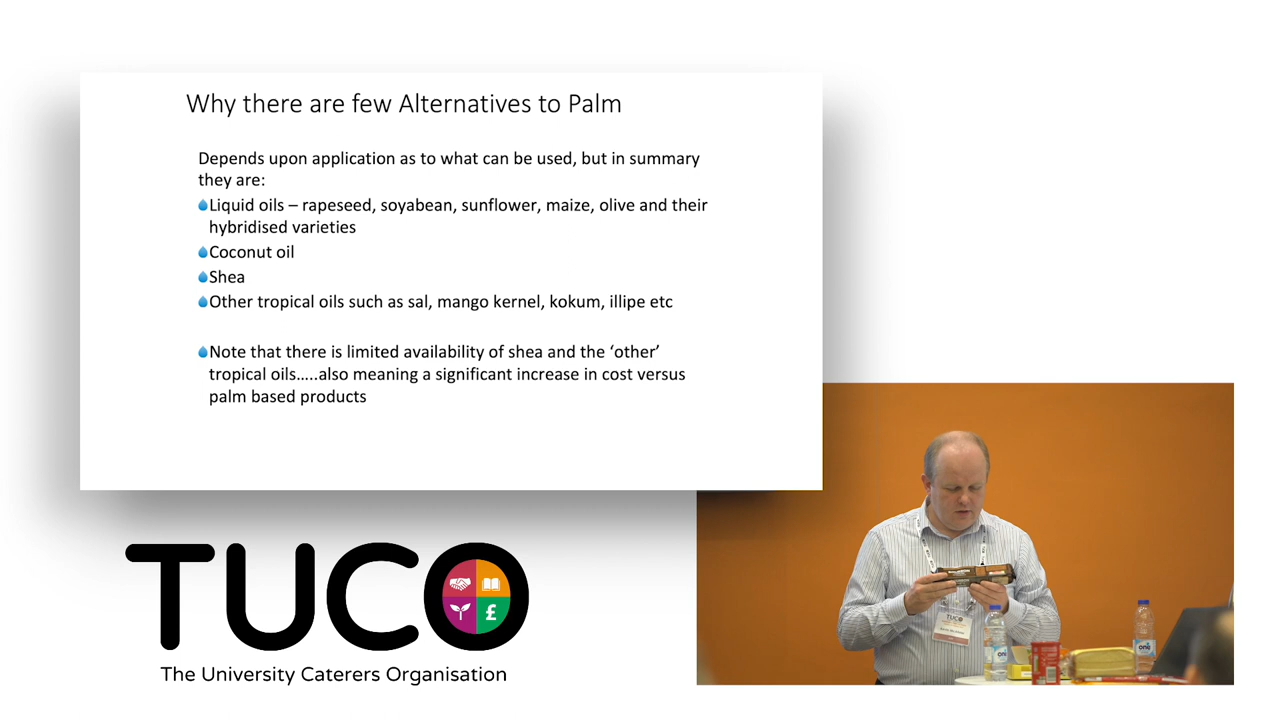 Why there are few Alternatives to Palm
Depends upon application as to what can be used, but in summary
they are:
Liquid oils – rapeseed, soyabean, sunflower, maize, olive and their
hybridised varieties
Coconut oil
Shea
Other tropical oils such as sal, mango kernel, kokum, illipe etc
Note that there is limited availability of shea and the ‘other’
tropical oils…..also meaning a significant increase in cost versus
palm based products
TUCO
£
The University Caterers Organisation
TUCO
one
one